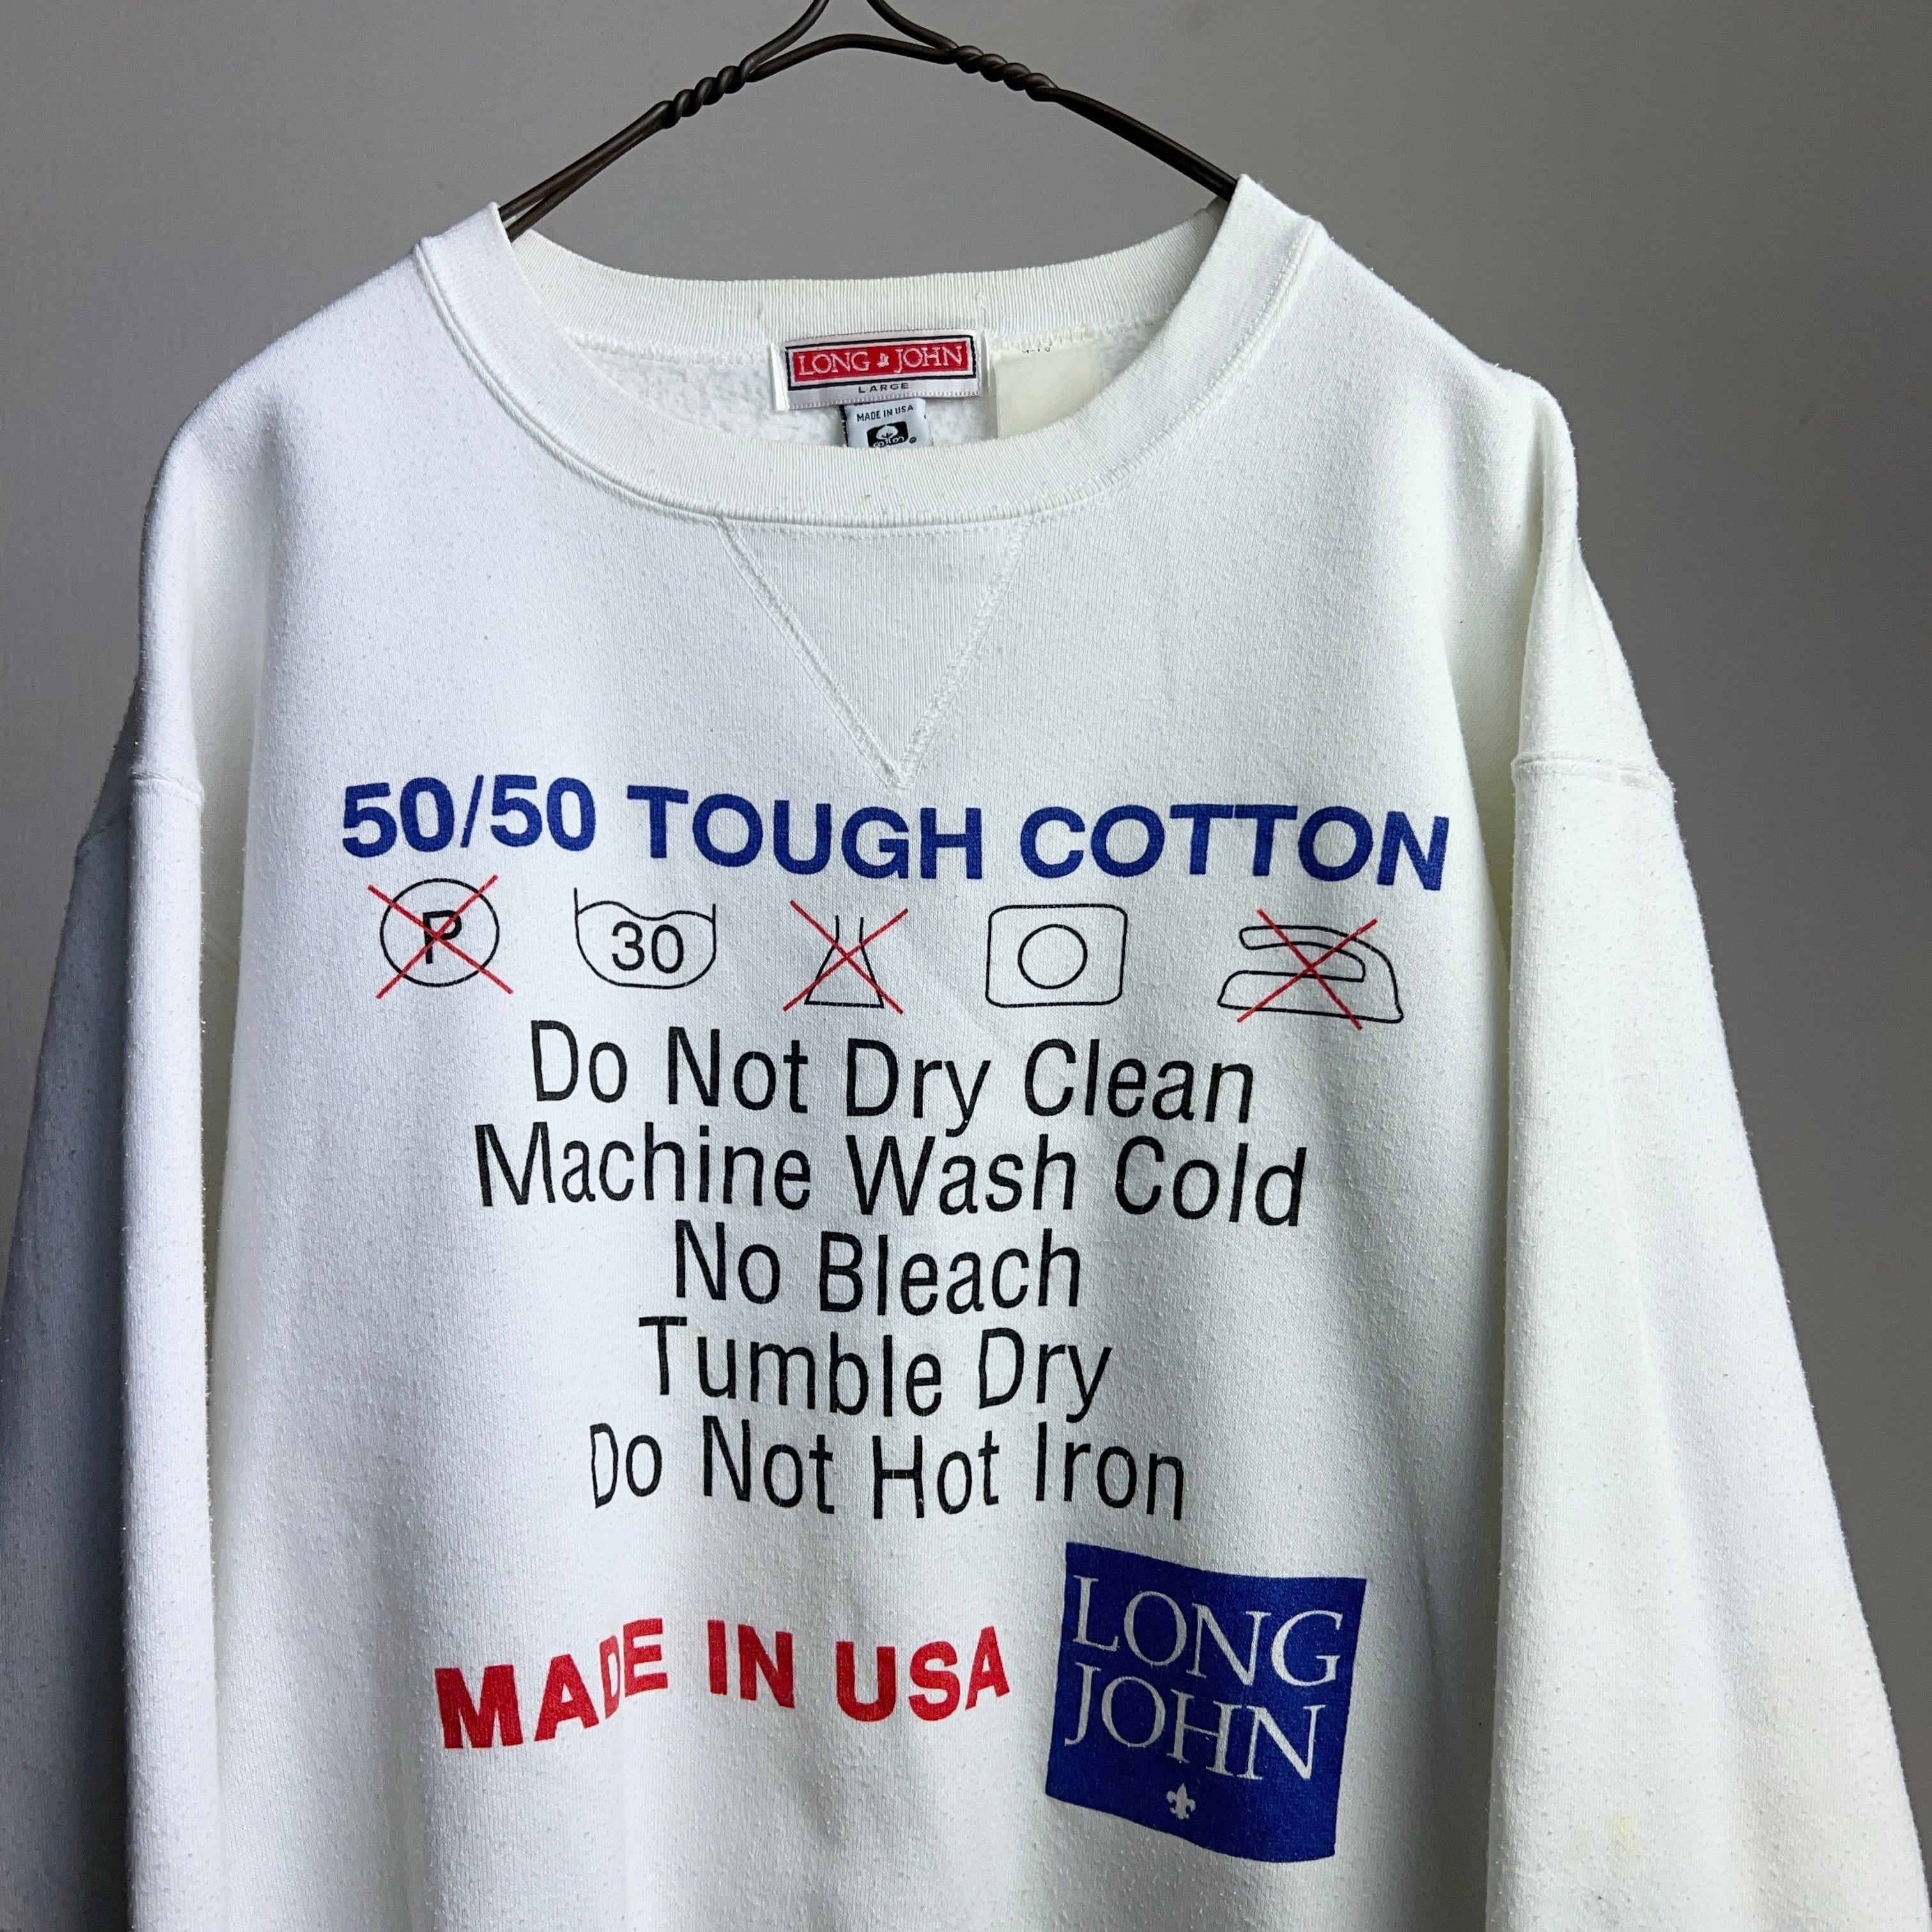 LONG JOHN
LARGE
MADE IN USA
50/50 TOUGH COTTON
P
30
Do Not Dry Clean
Machine Wash Cold
No Bleach
Tumble Dry
Do Not Hot Iron
MADE IN USA
LONG
JOHN